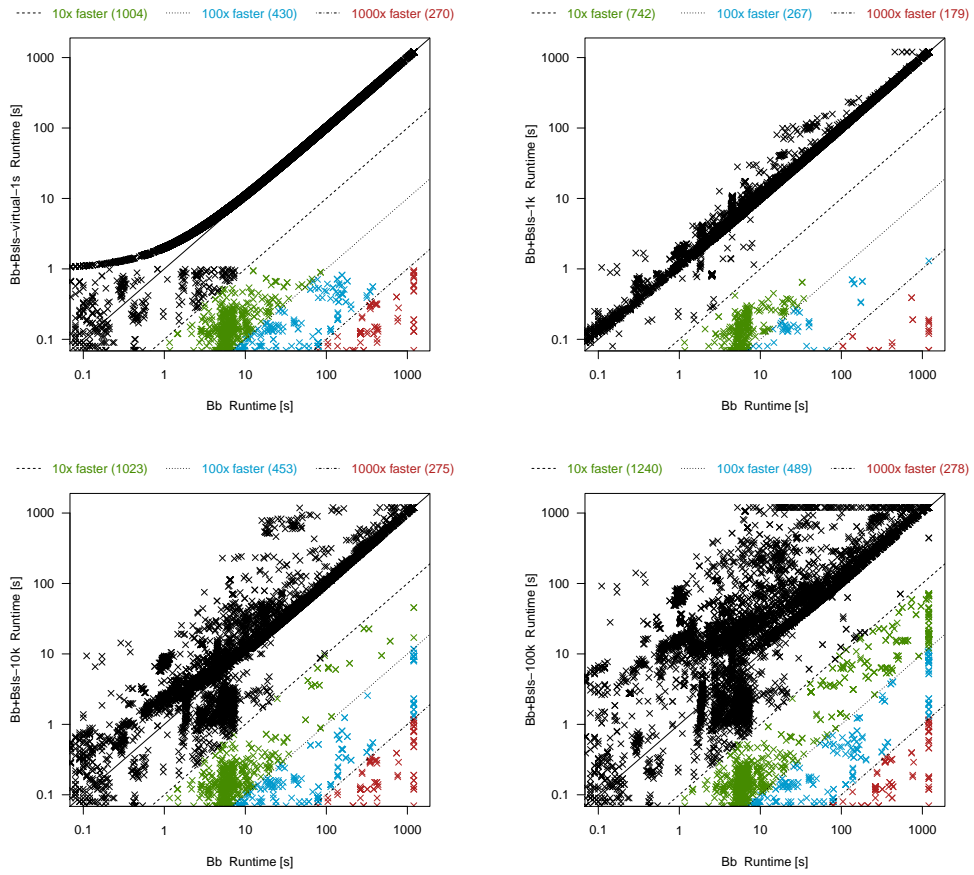 10x faster (1004) 100x faster (430) 1000x faster (270)
Bb+Bsls−virtual−1s Runtime [s]
1000
100
10
1
0.1
0.1 1 10 100 1000
Bb Runtime [s]
10x faster (742) 100x faster (267) 1000x faster (179)
Bb+Bsls−1k Runtime [s]
1000
100
10
1
0.1
0.1 1 10 100 1000
Bb Runtime [s]
10x faster (1023) 100x faster (453) 1000x faster (275)
Bb+Bsls−10k Runtime [s]
1000
100
10
1
0.1
0.1 1 10 100 1000
Bb Runtime [s]
10x faster (1240) 100x faster (489) 1000x faster (278)
Bb+Bsls−100k Runtime [s]
1000
100
10
1
0.1
0.1 1 10 100 1000
Bb Runtime [s]